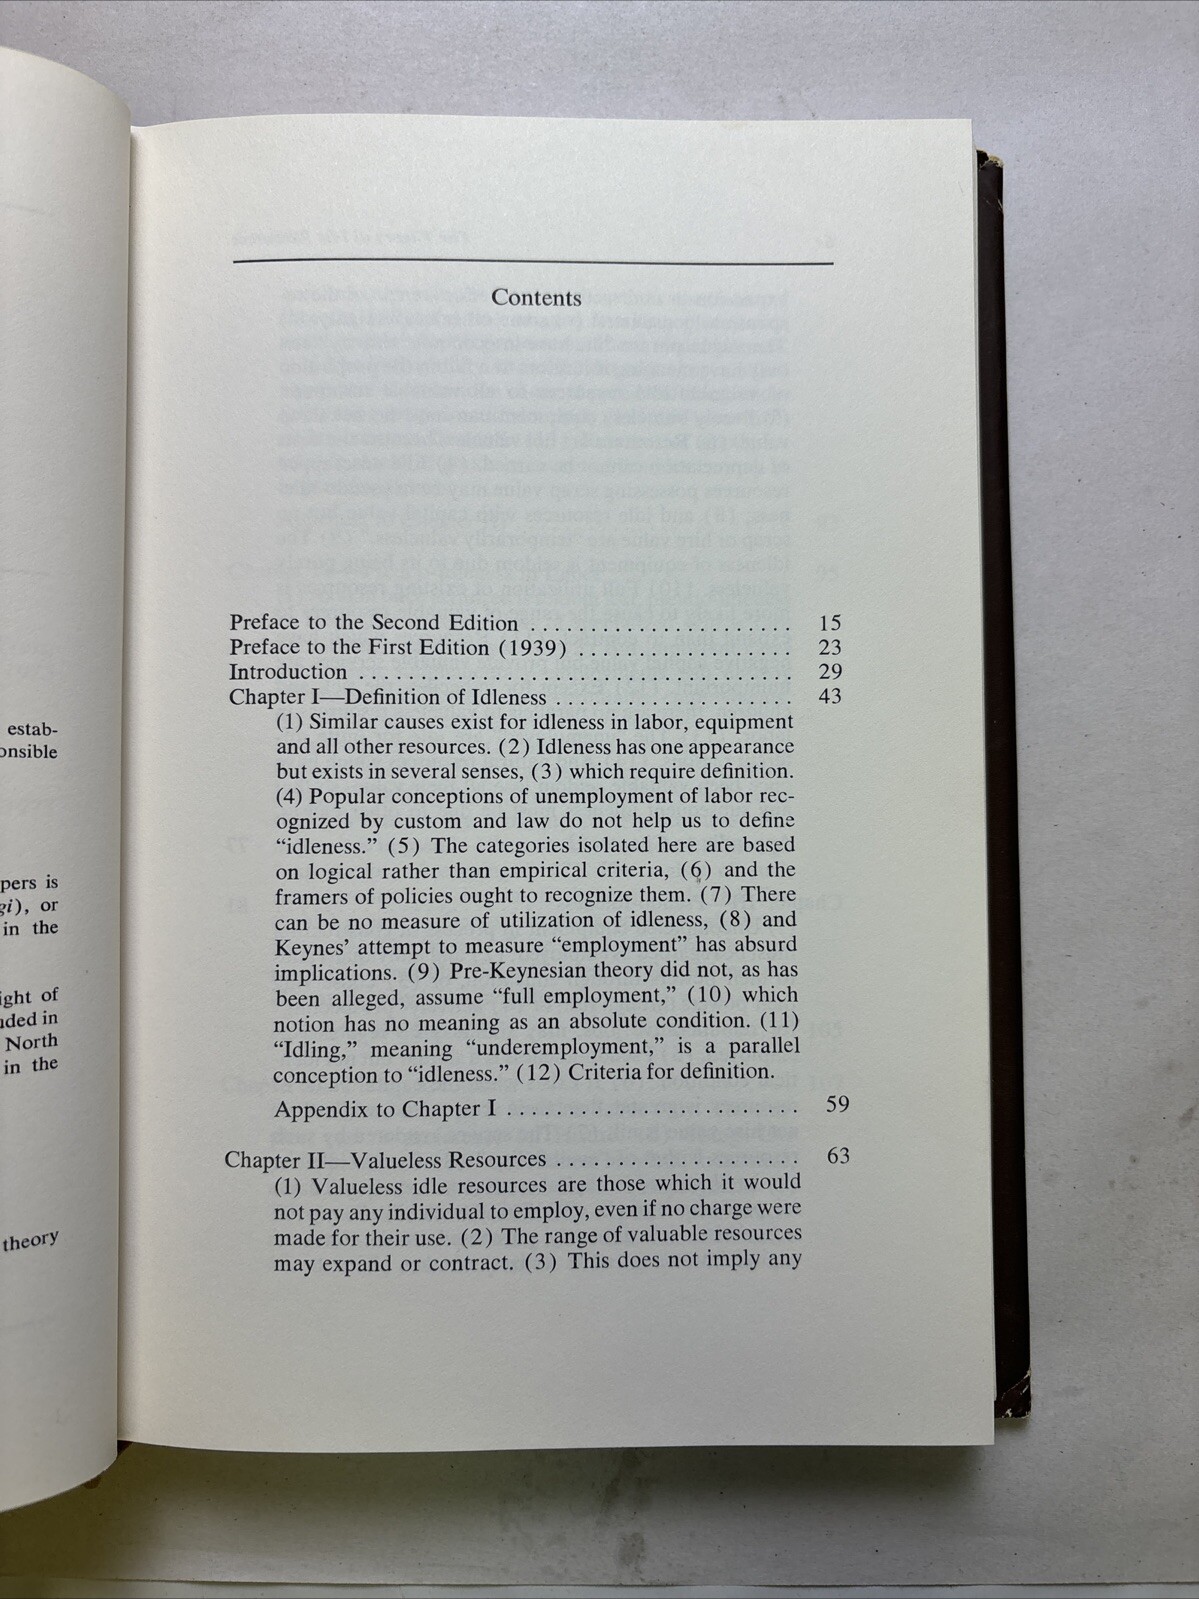 estab-
onsible
pers is
gi), or
in the
ight of
uded in
North
in the
theory
Contents
Preface to the Second Edition . . . . . . . . . . . . . . . . . . . . . . 15
Preface to the First Edition (1939) . . . . . . . . . . . . . . . . . . 23
Introduction . . . . . . . . . . . . . . . . . . . . . . . . . . . . . . . . . . . 29
Chapter I—Definition of Idleness . . . . . . . . . . . . . . . . . . . . 43
(1) Similar causes exist for idleness in labor, equipment
and all other resources. (2) Idleness has one appearance
but exists in several senses, (3) which require definition.
(4) Popular conceptions of unemployment of labor rec-
ognized by custom and law do not help us to define
“idleness.” (5) The categories isolated here are based
on logical rather than empirical criteria, (6) and the
framers of policies ought to recognize them. (7) There
can be no measure of utilization of idleness, (8) and
Keynes’ attempt to measure “employment” has absurd
implications. (9) Pre-Keynesian theory did not, as has
been alleged, assume “full employment,” (10) which
notion has no meaning as an absolute condition. (11)
“Idling,” meaning “underemployment,” is a parallel
conception to “idleness.” (12) Criteria for definition.
Appendix to Chapter I . . . . . . . . . . . . . . . . . . . . . . . . . 59
Chapter II—Valueless Resources . . . . . . . . . . . . . . . . . . . . 63
(1) Valueless idle resources are those which it would
not pay any individual to employ, even if no charge were
made for their use. (2) The range of valuable resources
may expand or contract. (3) This does not imply any